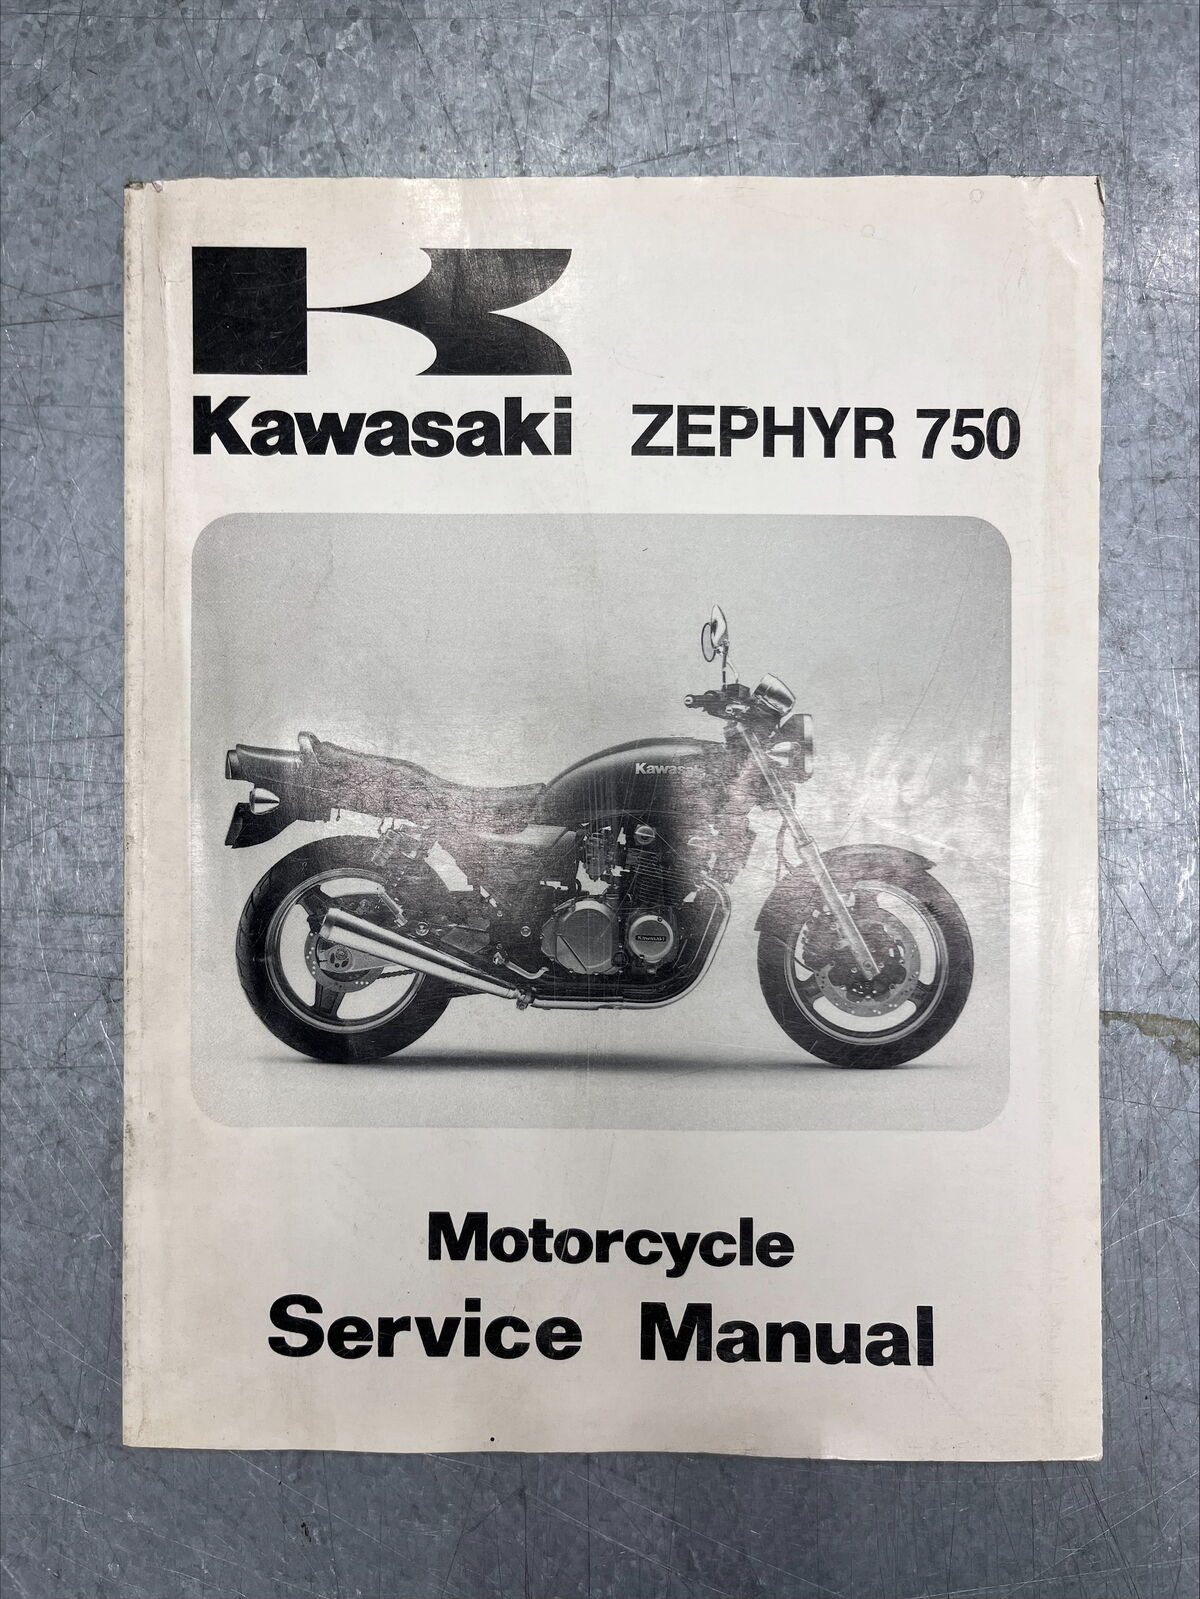 Kawasaki ZEPHYR 750
Kawasaki
KAWASAKI
Motorcycle
Service Manual